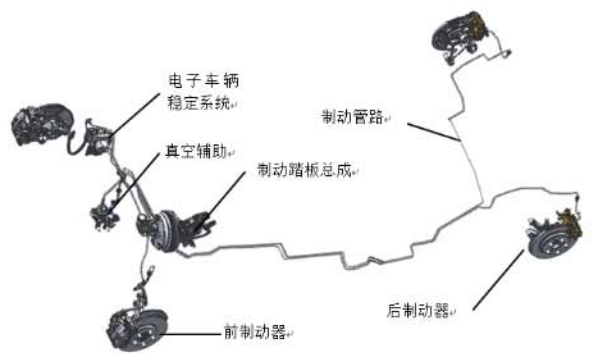 电子车辆
稳定系统
制动管路
真空辅助
制动踏板总成
后制动器
前制动器